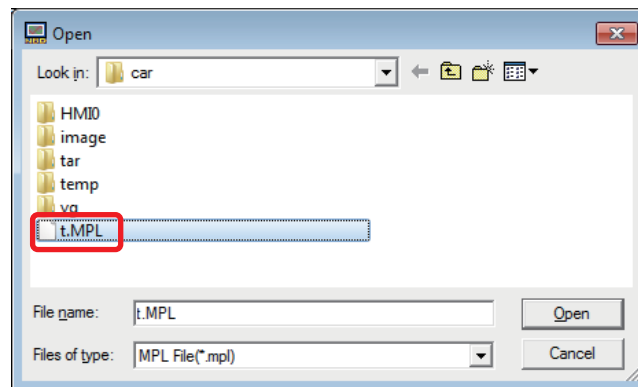 Open
Look in: car
HMI0
image
tar
temp
vg
t.MPL
File name: t.MPL Open
Files of type: MPL File(*.mpl) Cancel